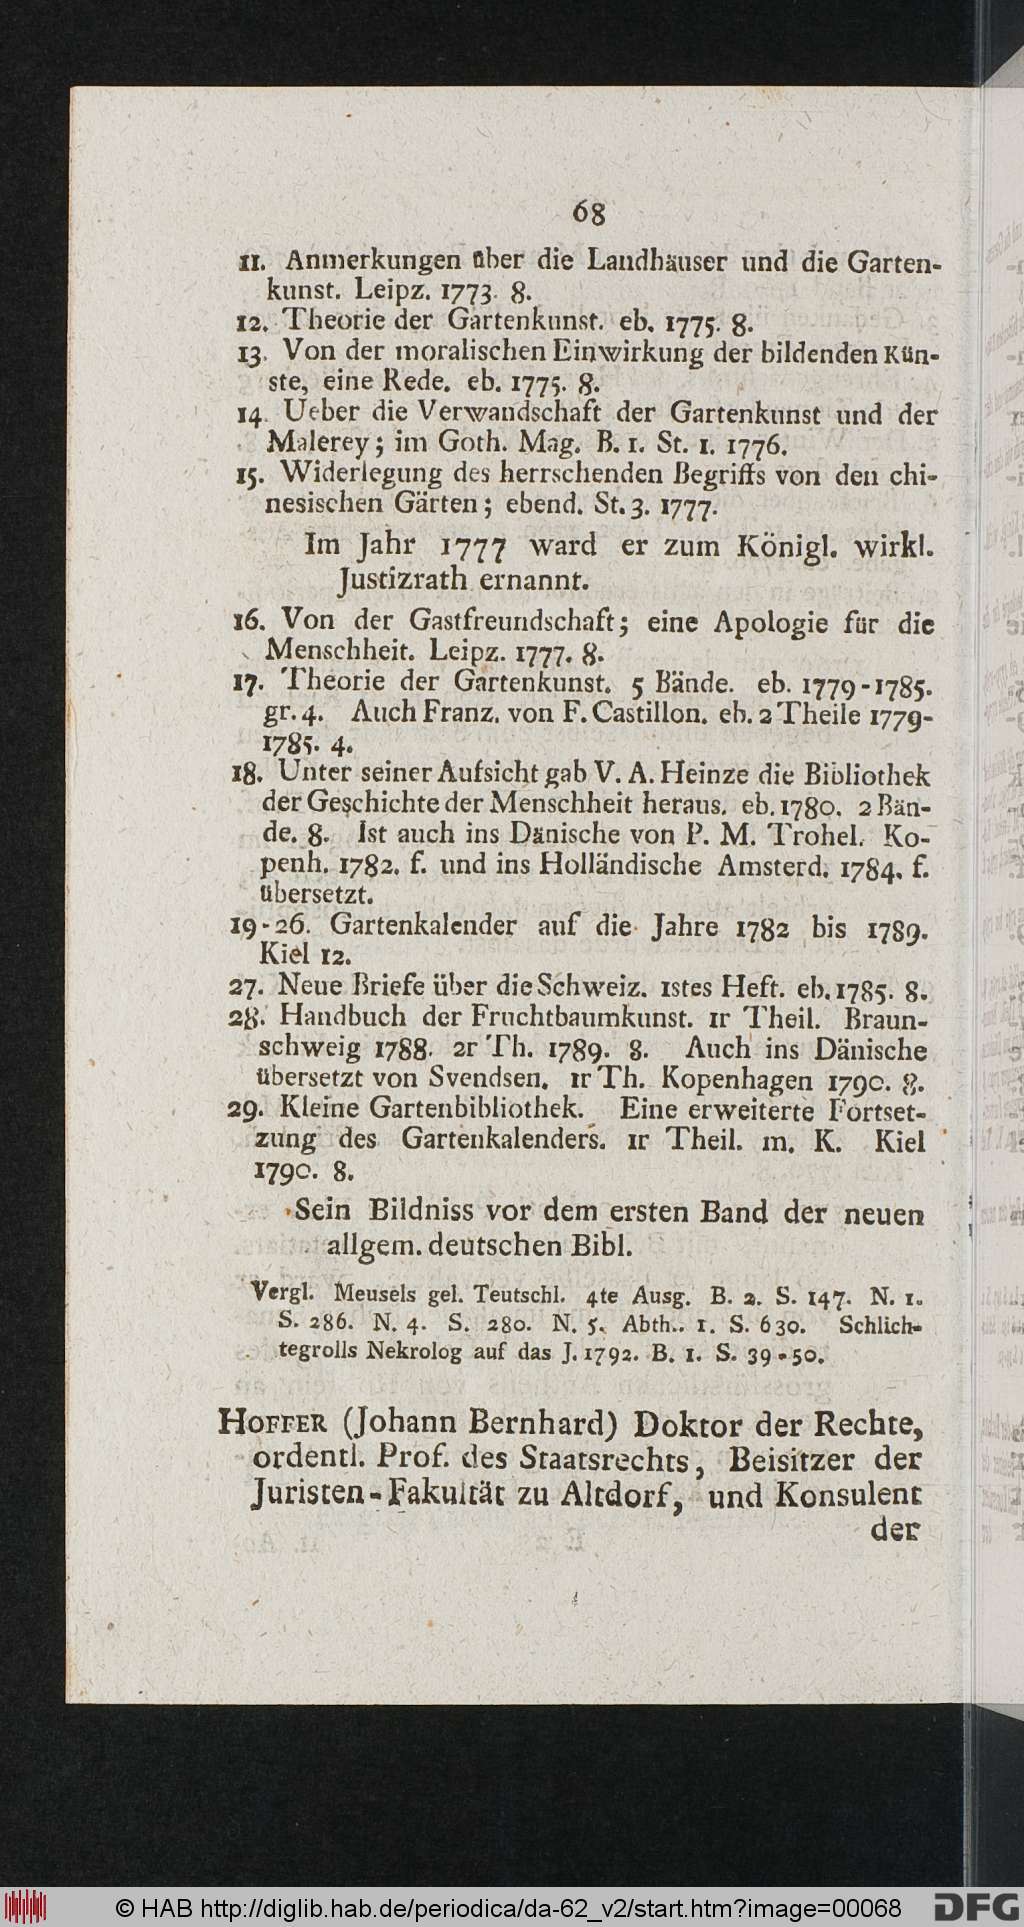 68
11. Anmerkungen über die Landhäuser und die Garten-
kunst. Leipz. 1773. 8.
12. Theorie der Gartenkunst. eb. 1775. 8.
13. Von der moralischen Einwirkung der bildenden Kün-
ste, eine Rede. eb. 1775. 8.
14. Ueber die Verwandschaft der Gartenkunst und der
Malerey; im Goth. Mag. B. 1. St. 1. 1776.
15. Widerlegung des herrschenden Begriffs von den chi-
nesischen Gärten; ebend. St. 3. 1777.
Im Jahr 1777 ward er zum Königl. wirkl.
Justizrath ernannt.
16. Von der Gastfreundschaft; eine Apologie für die
Menschheit. Leipz. 1777. 8.
17. Theorie der Gartenkunst. 5 Bände. eb. 1779-1785.
gr. 4. Auch Franz. von F. Castillon. eb. 2 Theile 1779-
1785. 4.
18. Unter seiner Aufsicht gab V. A. Heinze die Bibliothek
der Geschichte der Menschheit heraus. eb. 1780. 2 Bän-
de. 8. Ist auch ins Dänische von P. M. Trohel. Ko-
penh. 1782. f. und ins Holländische Amsterd. 1784. f.
übersetzt.
19-26. Gartenkalender auf die Jahre 1782 bis 1789.
Kiel 12.
27. Neue Briefe über die Schweiz. 1stes Heft. eb. 1785. 8.
28. Handbuch der Fruchtbaumkunst. 1r Theil. Braun-
schweig 1788. 2r Th. 1789. 8. Auch ins Dänische
übersetzt von Svendsen. 1r Th. Kopenhagen 1790. 8.
29. Kleine Gartenbibliothek. Eine erweiterte Fortset-
zung des Gartenkalenders. 1r Theil. m. K. Kiel
1790. 8.
Sein Bildniss vor dem ersten Band der neuen
allgem. deutschen Bibl.
Vergl. Meusels gel. Teutschl. 4te Ausg. B. 2. S. 147. N. 1.
S. 286. N. 4. S. 280. N. 5. Abth. 1. S. 630. Schlich-
tegrolls Nekrolog auf das J. 1792. B. 1. S. 39-50.
HOFFER (Johann Bernhard) Doktor der Rechte,
ordentl. Prof. des Staatsrechts, Beisitzer der
Juristen-Fakultät zu Altdorf, und Konsulent
der
© HAB http://diglib.hab.de/periodica/da-62_v2/start.htm?image=00068
DFG